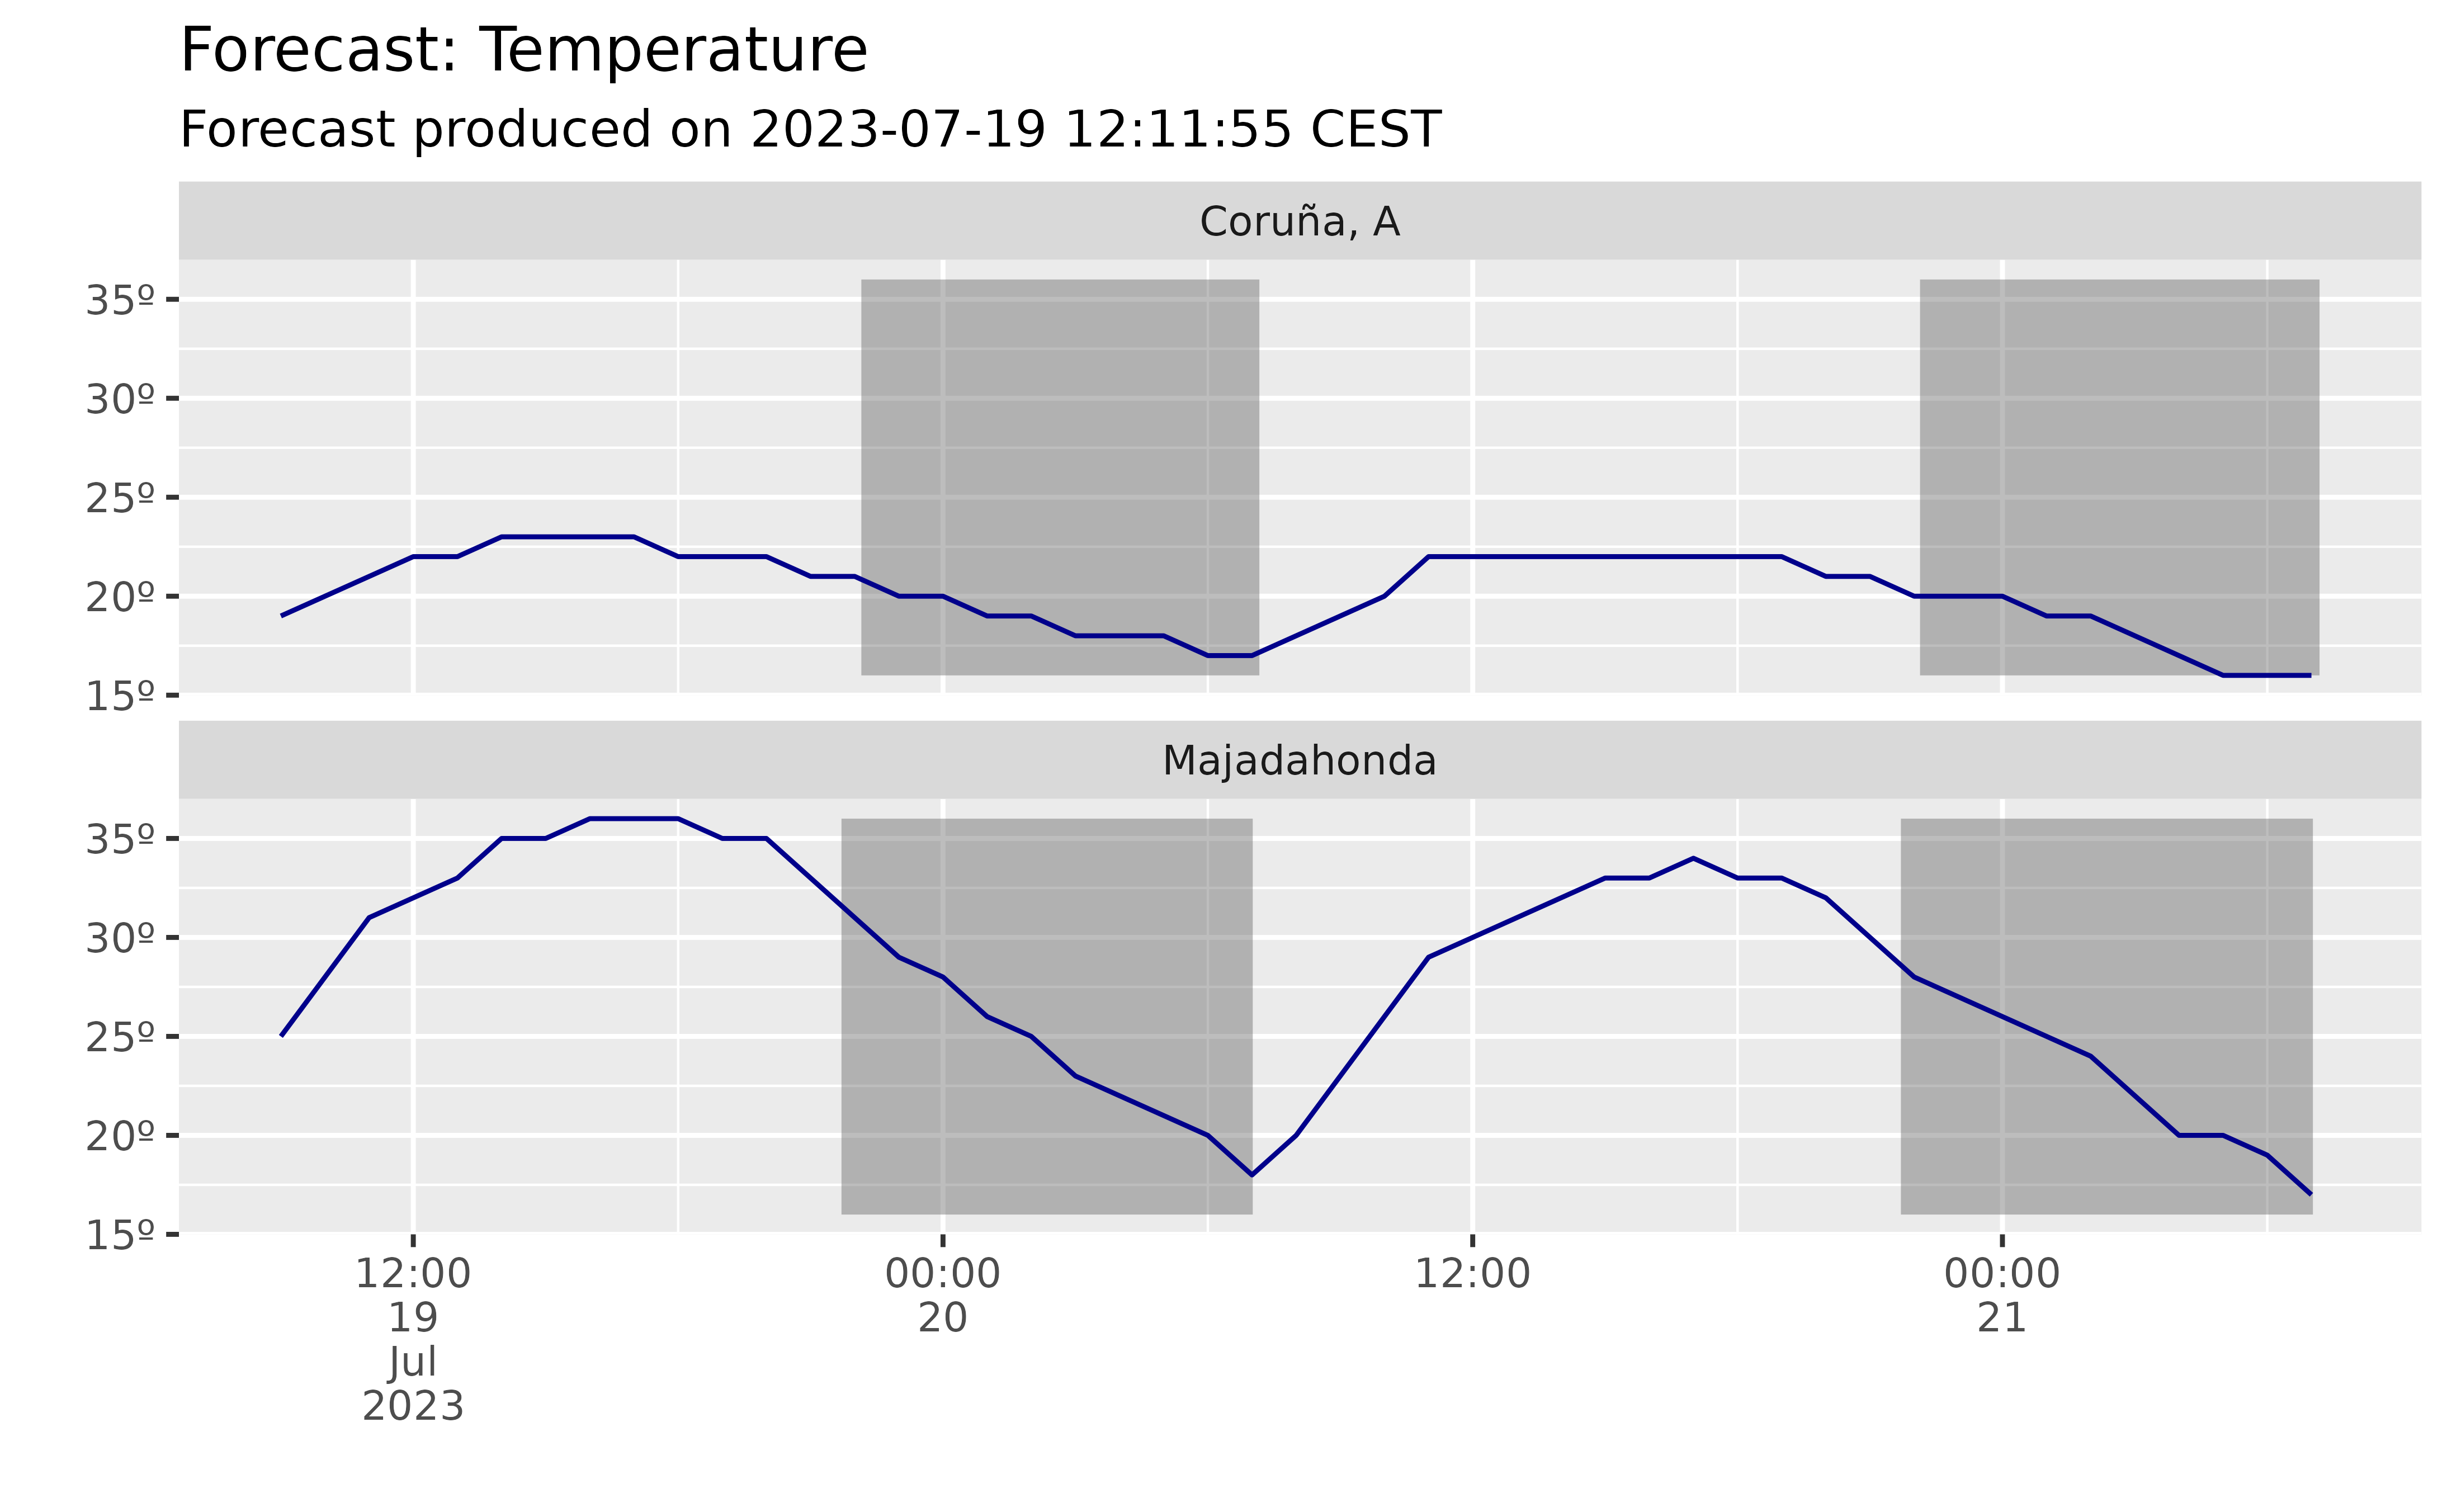 Forecast: Temperature
Forecast produced on 2023-07-19 12:11:55 CEST
Coruña, A
35º
30º
25º
20º
15º
Majadahonda
35º
30º
25º
20º
15º
12:00 00:00 12:00 00:00
19 20 21
Jul
2023